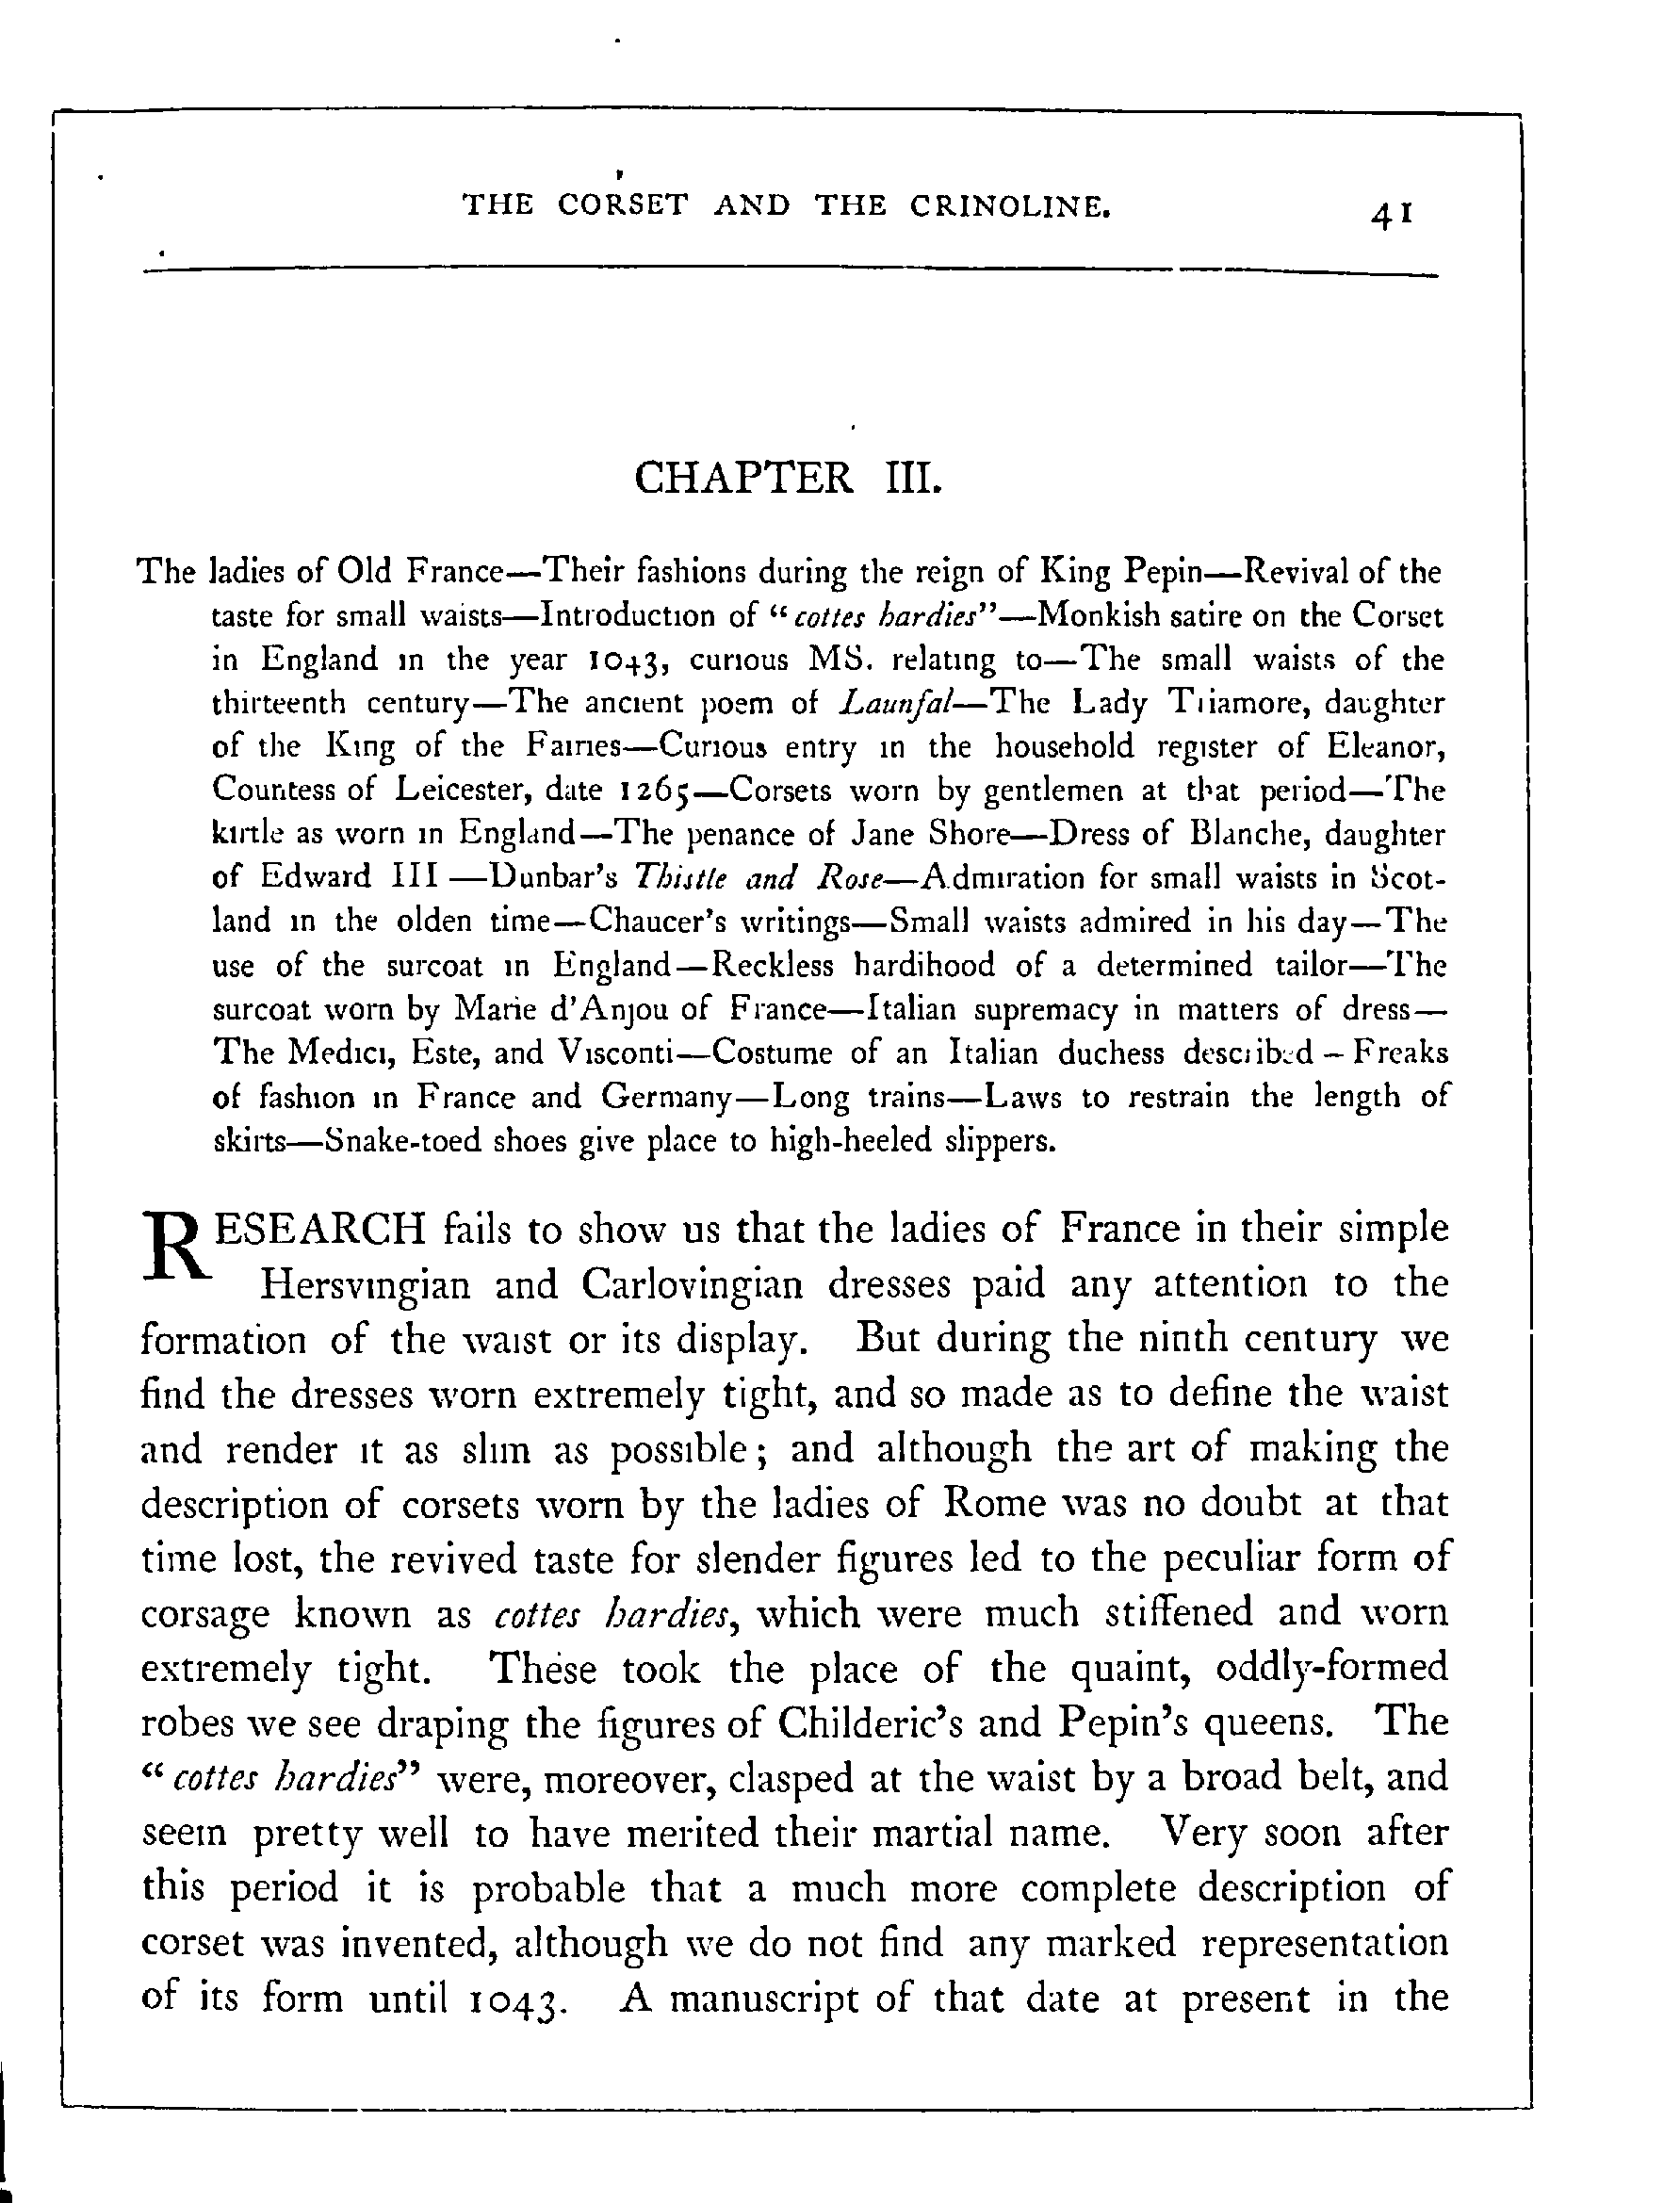 THE CORSET AND THE CRINOLINE. 41
CHAPTER III.
The ladies of Old France—Their fashions during the reign of King Pepin—Revival of the
taste for small waists—Introduction of "cottes hardies"—Monkish satire on the Corset
in England in the year 1043, curious MS. relating to—The small waists of the
thirteenth century—The ancient poem of Launfal—The Lady Triamore, daughter
of the King of the Fairies—Curious entry in the household register of Eleanor,
Countess of Leicester, date 1265—Corsets worn by gentlemen at that period—The
kirtle as worn in England—The penance of Jane Shore—Dress of Blanche, daughter
of Edward III —Dunbar's Thistle and Rose—Admiration for small waists in Scot-
land in the olden time—Chaucer's writings—Small waists admired in his day—The
use of the surcoat in England—Reckless hardihood of a determined tailor—The
surcoat worn by Marie d'Anjou of France—Italian supremacy in matters of dress—
The Medici, Este, and Visconti—Costume of an Italian duchess described – Freaks
of fashion in France and Germany—Long trains—Laws to restrain the length of
skirts—Snake-toed shoes give place to high-heeled slippers.
RESEARCH fails to show us that the ladies of France in their simple
Hersvingian and Carlovingian dresses paid any attention to the
formation of the waist or its display. But during the ninth century we
find the dresses worn extremely tight, and so made as to define the waist
and render it as slim as possible; and although the art of making the
description of corsets worn by the ladies of Rome was no doubt at that
time lost, the revived taste for slender figures led to the peculiar form of
corsage known as cottes hardies, which were much stiffened and worn
extremely tight. These took the place of the quaint, oddly-formed
robes we see draping the figures of Childeric's and Pepin's queens. The
"cottes hardies" were, moreover, clasped at the waist by a broad belt, and
seem pretty well to have merited their martial name. Very soon after
this period it is probable that a much more complete description of
corset was invented, although we do not find any marked representation
of its form until 1043. A manuscript of that date at present in the